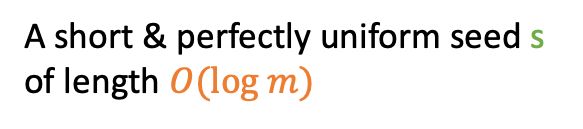 A short & perfectly uniform seed s
of length O(log m)